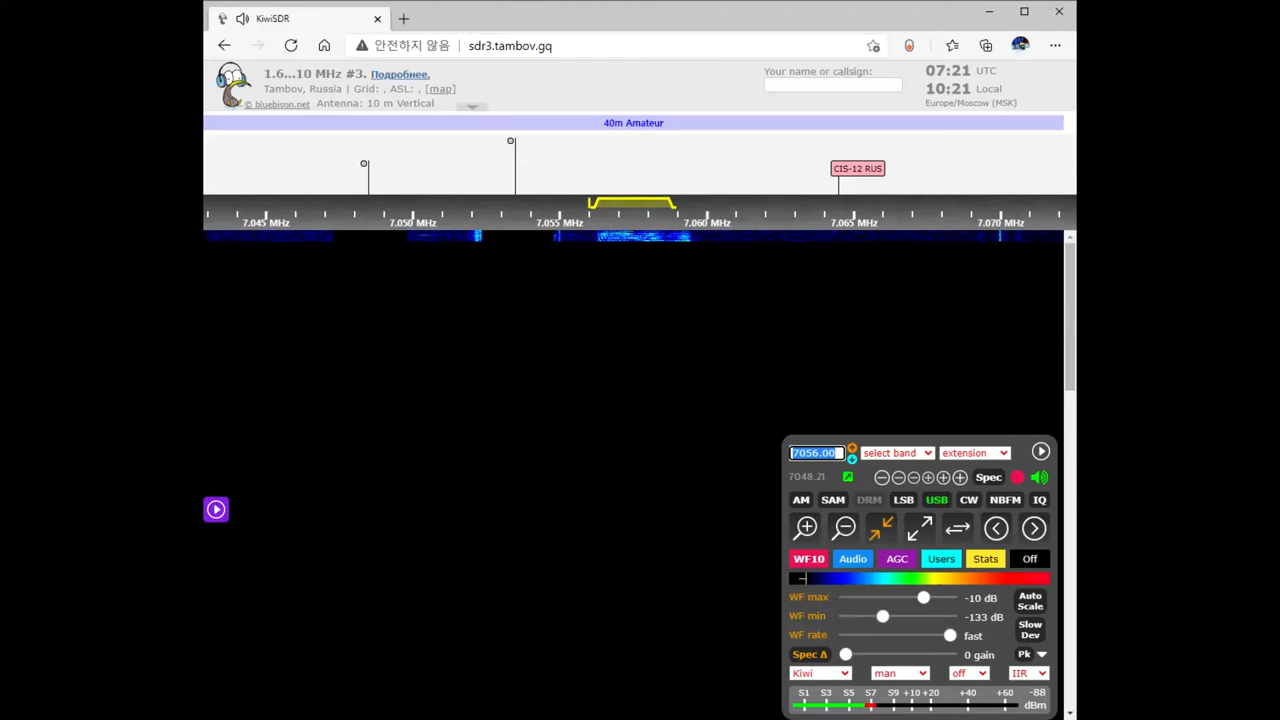 KiwiSDR
안전하지 않음 sdr3.tambov.gq
1.6...10 MHz #3. Подробнее.
Tambov, Russia | Grid: , ASL: , [map]
© bluebison.net Antenna: 10 m Vertical
Your name or callsign:
07:21 UTC
10:21 Local
Europe/Moscow (MSK)
40m Amateur
CIS-12 RUS
7.045 MHz 7.050 MHz 7.055 MHz 7.060 MHz 7.065 MHz 7.070 MHz
7056.00 select band extension
7048.21 Spec
AM SAM DRM LSB USB CW NBFM IQ
WF10 Audio AGC Users Stats Off
WF max -10 dB Auto Scale
WF min -133 dB
WF rate fast Slow Dev
Spec Δ 0 gain Pk
Kiwi man off IIR
S1 S3 S5 S7 S9 +10 +20 +40 +60 -88
dBm